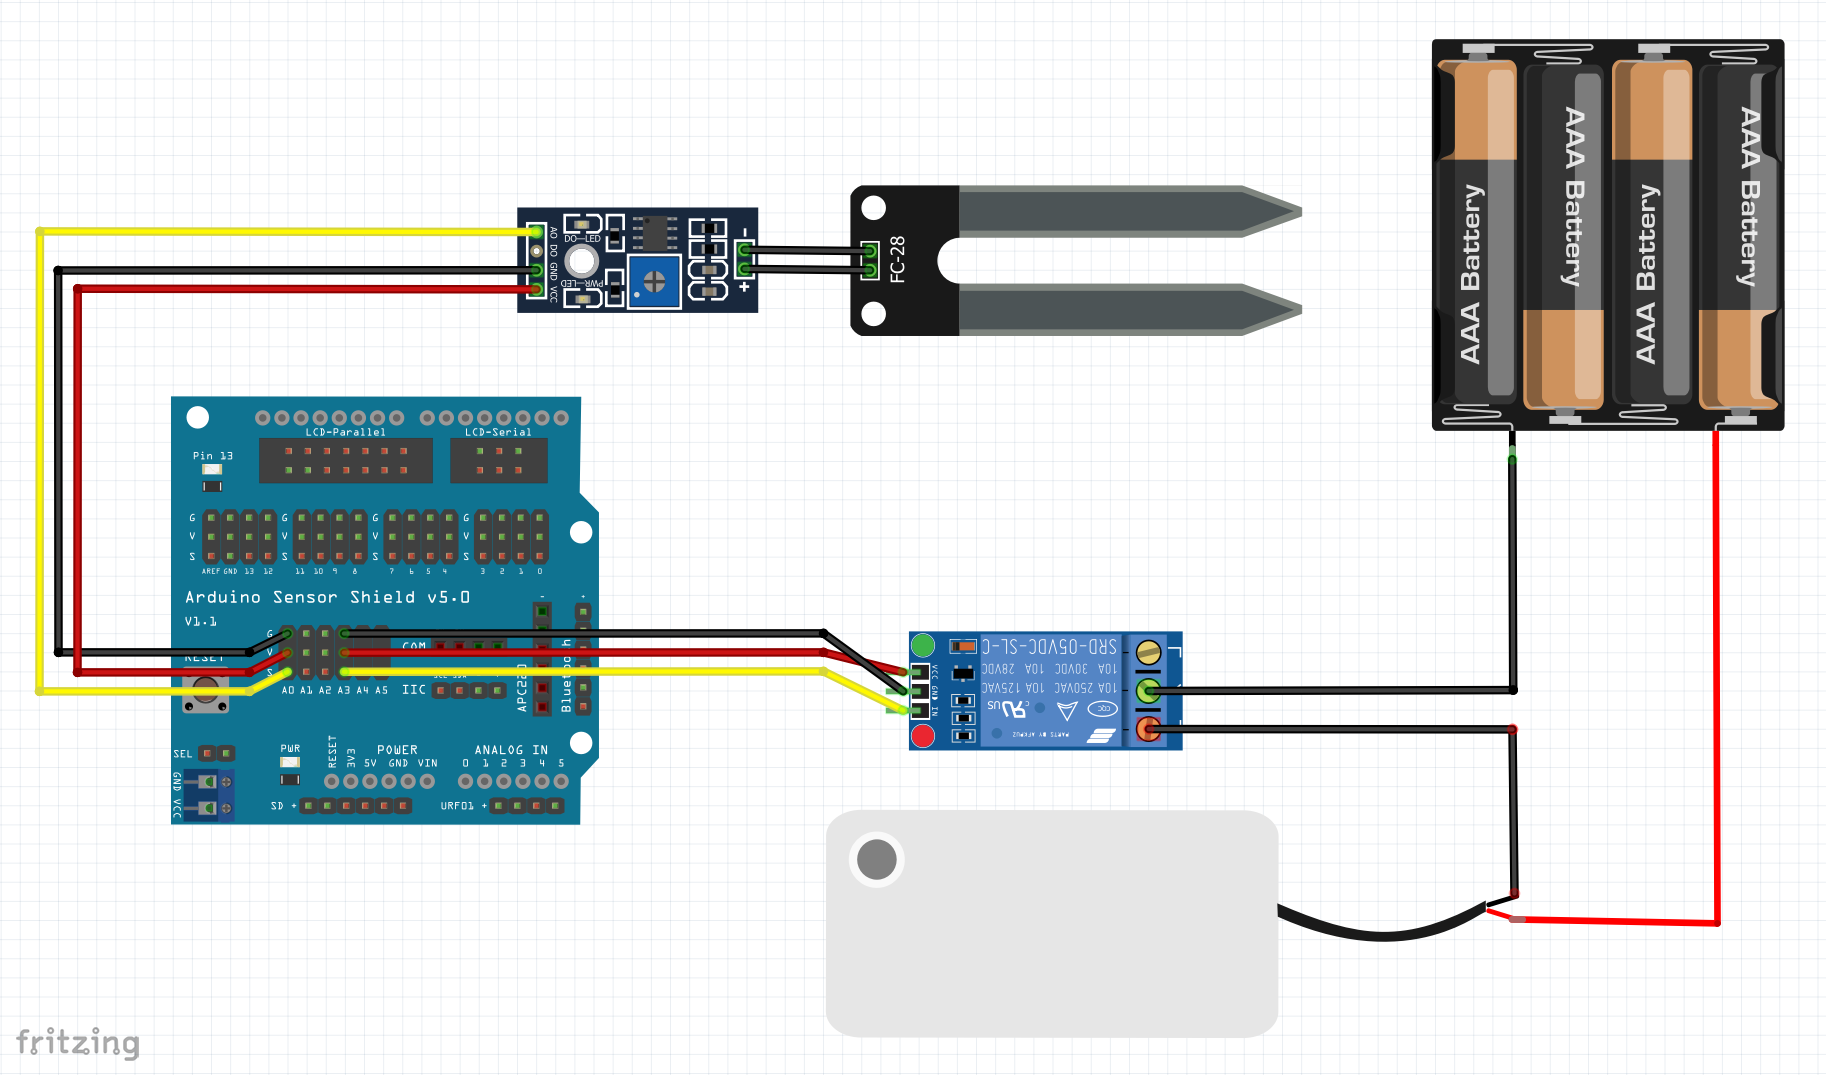 AO
DO
GND
VCC
DO-LED
PWR-LED
-
+
FC-28
AAA Battery
AAA Battery
AAA Battery
AAA Battery
LCD-Parallel
LCD-Serial
Pin 13
G G G G
V V V V
S S S S
AREF GND 13 12 11 10 9 8 7 6 5 4 3 2 1 0
Arduino Sensor Shield v5.0
- +
V1.1
G
V
S
RESET
COM
A0 A1 A2 A3 A4 A5
IIC
APC220
SEL
PWR
RESET
3V3
POWER
5V GND VIN
ANALOG IN
0 1 2 3 4 5
GND VCC
SD +
URF01 +
VCC
GND
IN
SRD-05VDC-SL-C
10A 30VDC 10A 28VDC
10A 250VAC 10A 125VAC
c UR US
CQC
fritzing